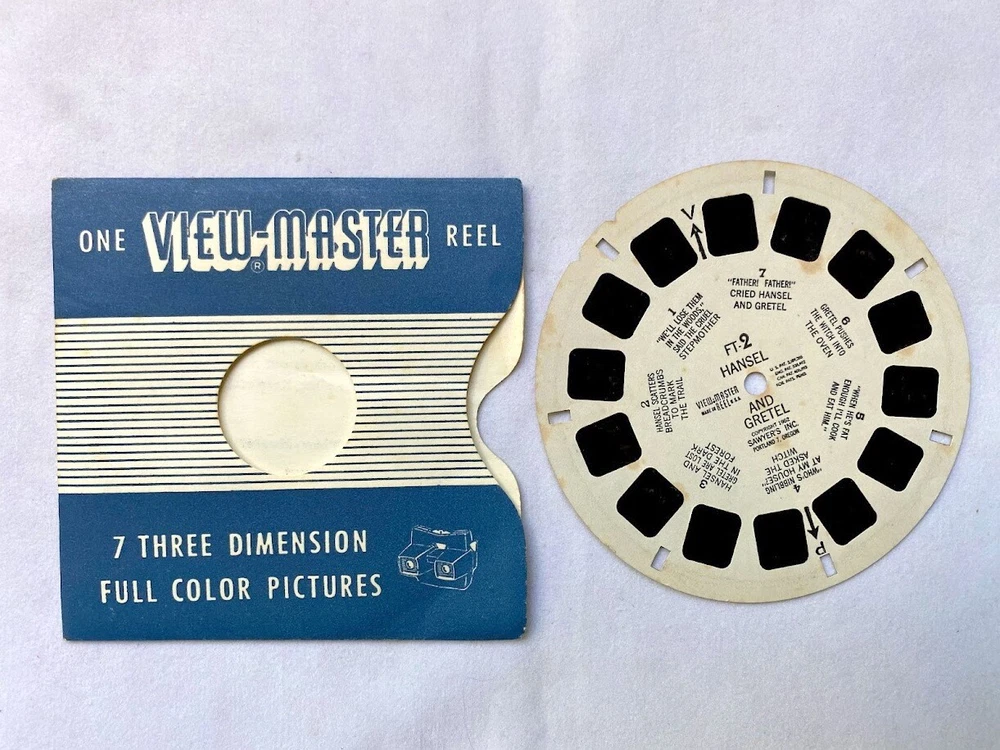 ONE VIEW-MASTER® REEL
7 THREE DIMENSION
FULL COLOR PICTURES
V
7
"FATHER! FATHER!"
CRIED HANSEL
AND GRETEL
1
"WE'LL LOSE THEM
IN THE WOODS,"
SAID THE CRUEL
STEPMOTHER
2
HANSEL SCATTERS
BREADCRUMBS
TO MARK
THE TRAIL
3
HANSEL AND
GRETEL ARE LOST
IN THE DARK
FOREST
4
"WHO'S NIBBLING
AT MY HOUSE?"
ASKED THE
WITCH
5
"WHEN HE'S FAT
ENOUGH I'LL COOK
AND EAT HIM."
6
GRETEL PUSHES
THE WITCH INTO
THE OVEN
FT-2
HANSEL
AND
GRETEL
VIEW-MASTER
REEL
MADE IN U.S.A.
COPYRIGHT
SAWYER'S INC.
PORTLAND 7, OREGON
P